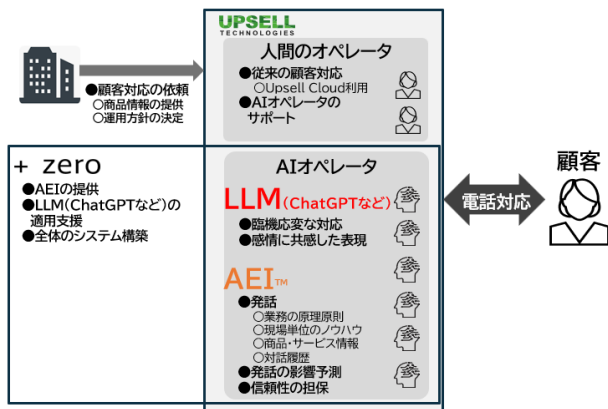 UPSELL
TECHNOLOGIES
人間のオペレータ
●従来の顧客対応
○Upsell Cloud利用
●AIオペレータの
サポート
●顧客対応の依頼
○商品情報の提供
○運用方針の決定
+ zero
●AEIの提供
●LLM(ChatGPTなど)の
適用支援
●全体のシステム構築
AIオペレータ
LLM(ChatGPTなど)
●臨機応変な対応
●感情に共感した表現
AEI™
●発話
○業務の原理原則
○現場単位のノウハウ
○商品・サービス情報
○対話履歴
●発話の影響予測
●信頼性の担保
電話対応
顧客